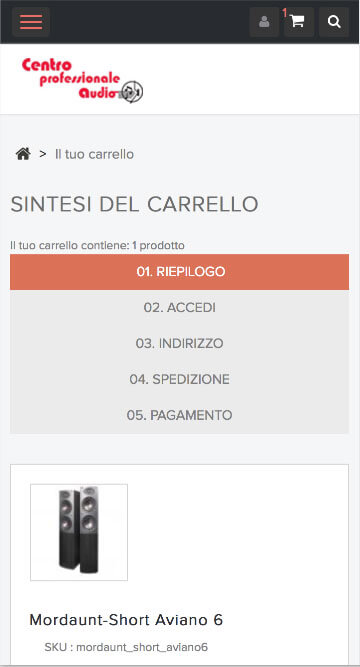 1
Centro
professionale
audio
> Il tuo carrello
SINTESI DEL CARRELLO
Il tuo carrello contiene: 1 prodotto
01. RIEPILOGO
02. ACCEDI
03. INDIRIZZO
04. SPEDIZIONE
05. PAGAMENTO
Mordaunt-Short Aviano 6
SKU : mordaunt_short_aviano6